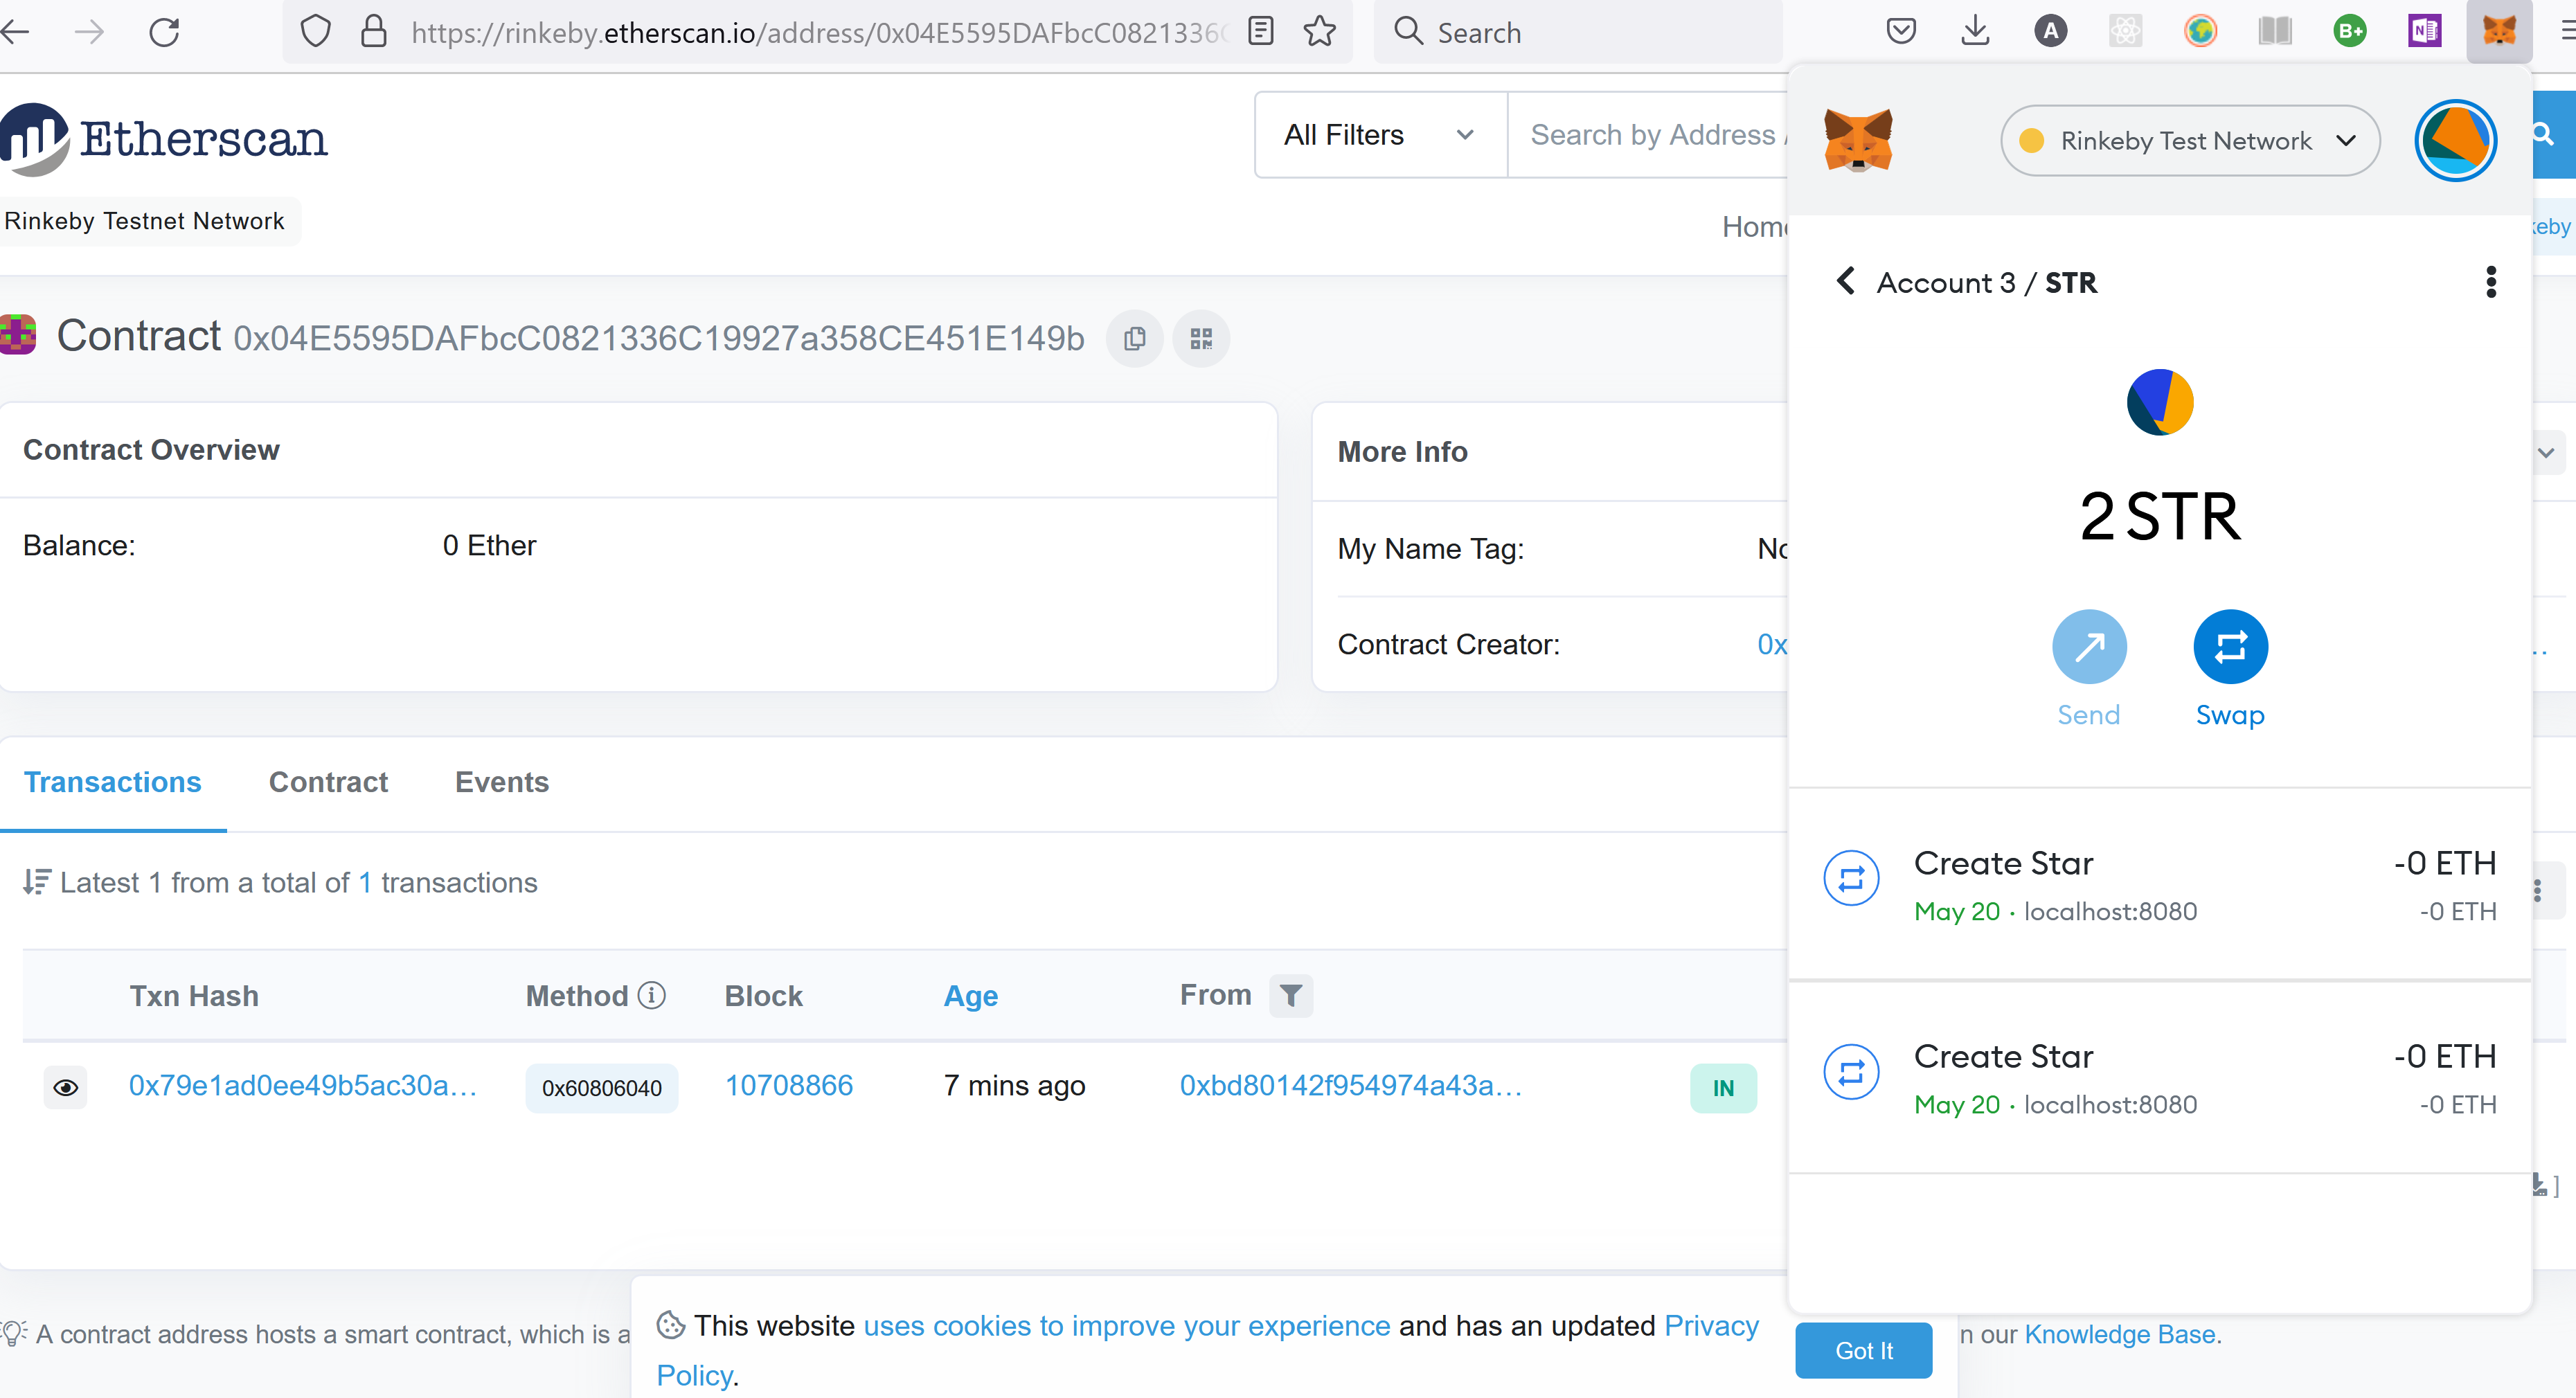 https://rinkeby.etherscan.io/address/0x04E5595DAFbcC0821336C
Search
A
B+
N
Etherscan
All Filters
Search by Address /
Rinkeby Test Network
Rinkeby Testnet Network
Home
keby
Account 3 / STR
Contract 0x04E5595DAFbcC0821336C19927a358CE451E149b
Contract Overview
More Info
2 STR
Balance:
0 Ether
My Name Tag:
No
Contract Creator:
0x
..
Send
Swap
Transactions
Contract
Events
Create Star
-0 ETH
May 20 · localhost:8080
-0 ETH
Latest 1 from a total of 1 transactions
Txn Hash
Method
Block
Age
From
0x79e1ad0ee49b5ac30a...
0x60806040
10708866
7 mins ago
0xbd80142f954974a43a...
IN
Create Star
-0 ETH
May 20 · localhost:8080
-0 ETH
]
A contract address hosts a smart contract, which is a
n our Knowledge Base.
This website uses cookies to improve your experience and has an updated Privacy
Policy.
Got It